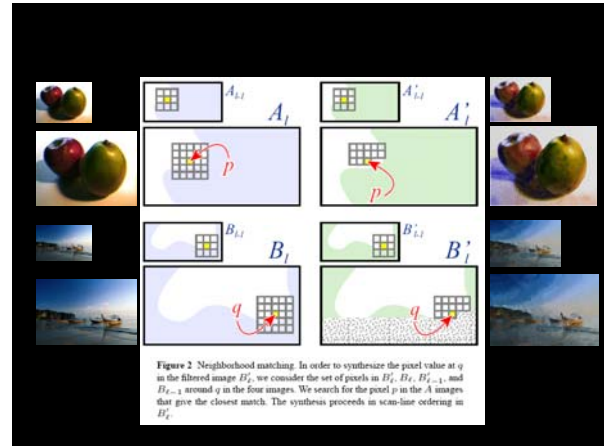 A_{l-1} A'_{l-1}
A_l A'_l
p p
B_{l-1} B'_{l-1}
B_l B'_l
q q
Figure 2 Neighborhood matching. In order to synthesize the pixel value at q
in the filtered image B'_ℓ, we consider the set of pixels in B'_ℓ, B_ℓ, B'_{ℓ−1}, and
B_{ℓ−1} around q in the four images. We search for the pixel p in the A images
that give the closest match. The synthesis proceeds in scan-line ordering in
B'_ℓ.